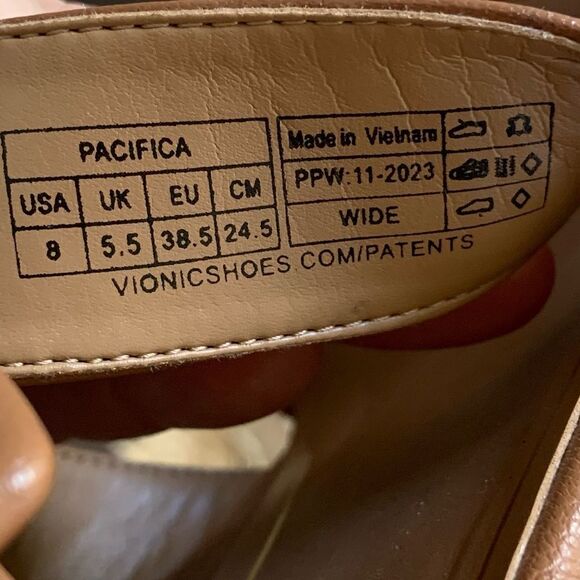 PACIFICA
USA UK EU CM
8 5.5 38.5 24.5
Made in Vietnam
PPW:11-2023
WIDE
VIONICSHOES.COM/PATENTS